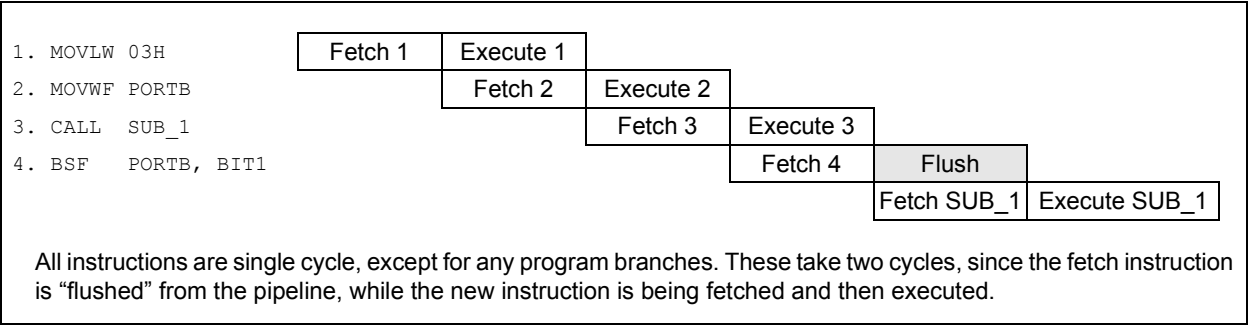 1. MOVLW 03H Fetch 1 Execute 1
2. MOVWF PORTB Fetch 2 Execute 2
3. CALL SUB_1 Fetch 3 Execute 3
4. BSF PORTB, BIT1 Fetch 4 Flush
Fetch SUB_1 Execute SUB_1
All instructions are single cycle, except for any program branches. These take two cycles, since the fetch instruction
is “flushed” from the pipeline, while the new instruction is being fetched and then executed.